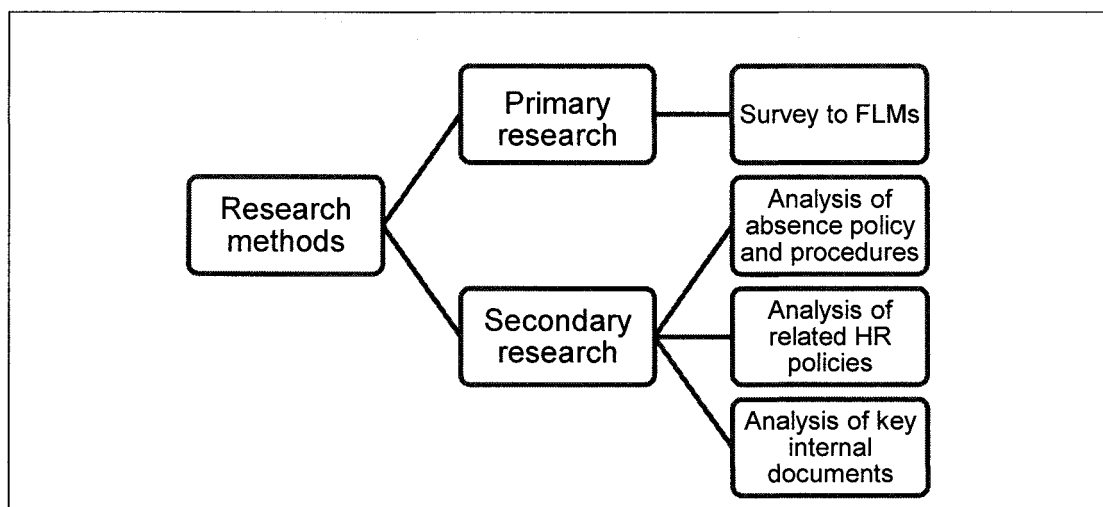 Research
methods
Primary
research
Survey to FLMs
Secondary
research
Analysis of
absence policy
and procedures
Analysis of
related HR
policies
Analysis of key
internal
documents